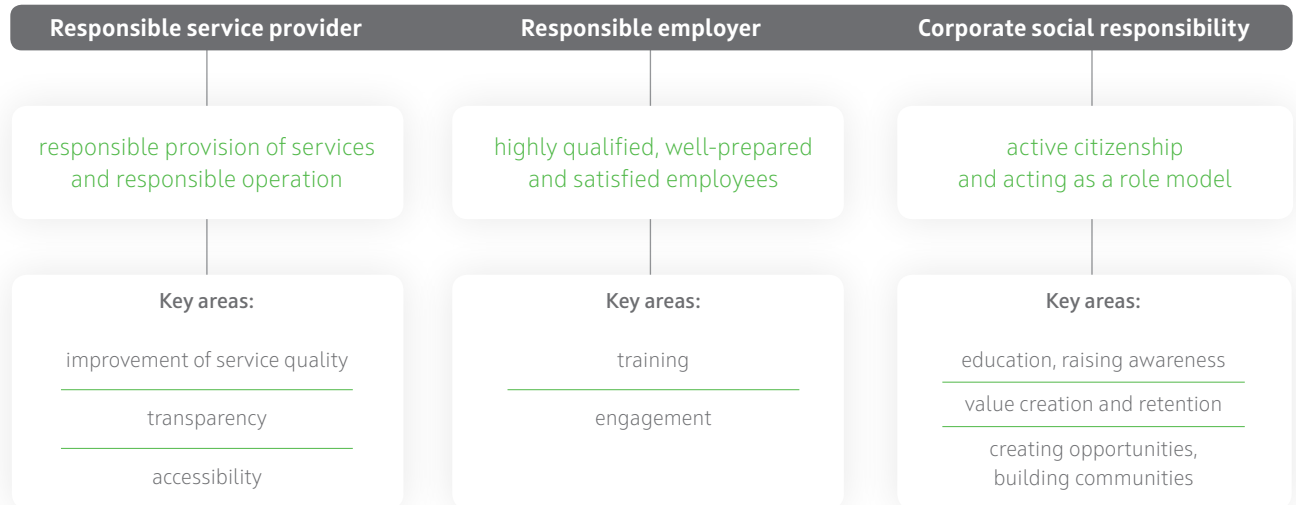 Responsible service provider
Responsible employer
Corporate social responsibility
responsible provision of services
and responsible operation
highly qualified, well-prepared
and satisfied employees
active citizenship
and acting as a role model
Key areas:
improvement of service quality
transparency
accessibility
Key areas:
training
engagement
Key areas:
education, raising awareness
value creation and retention
creating opportunities,
building communities